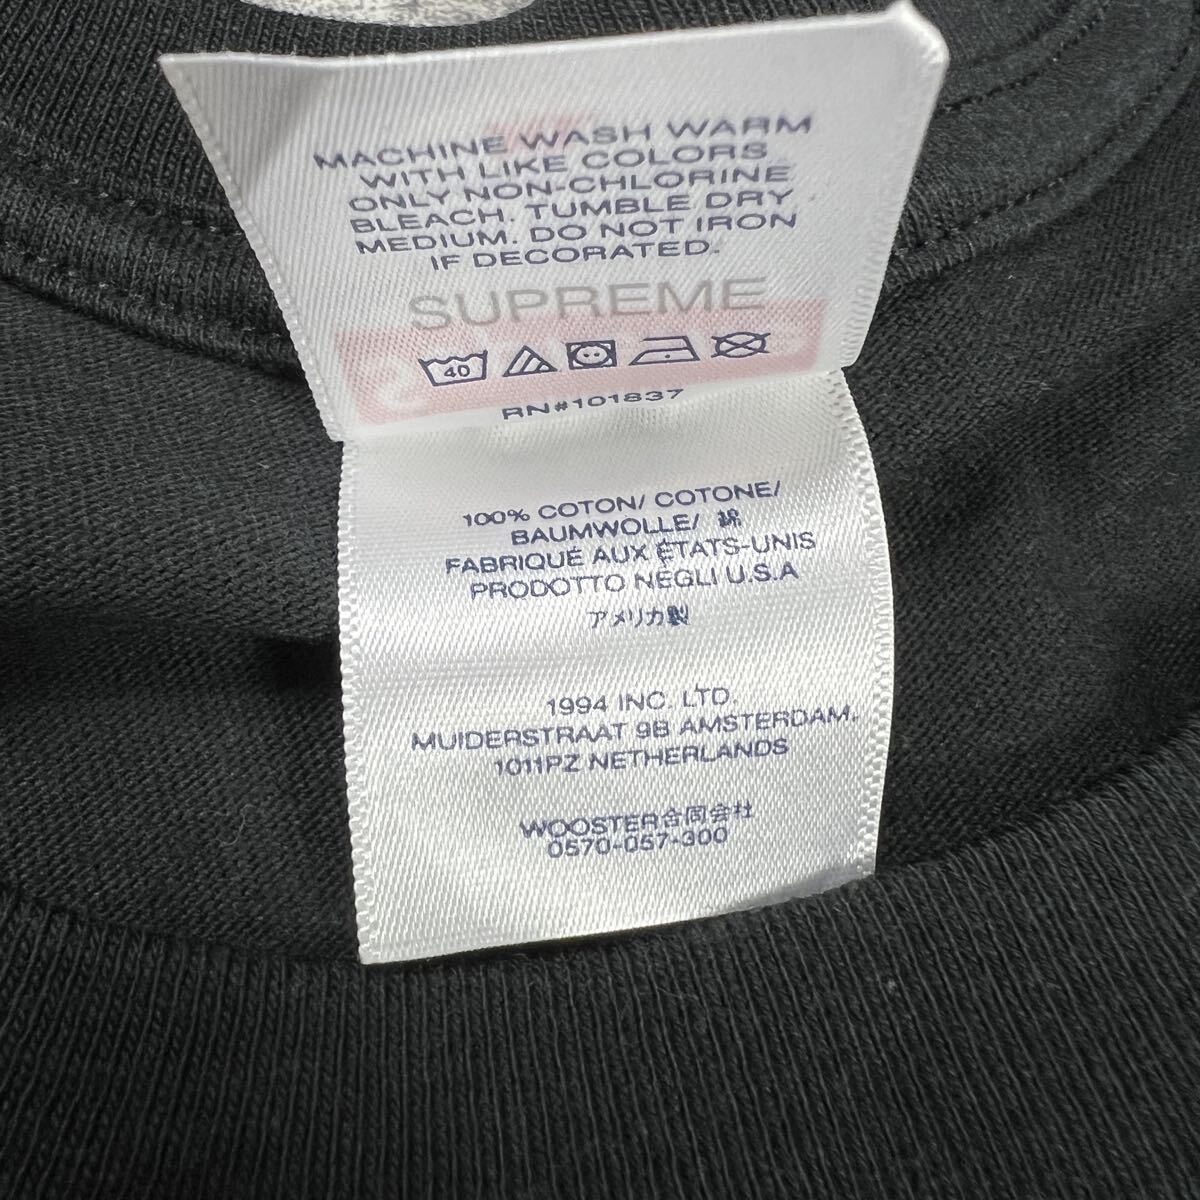 MACHINE WASH WARM
WITH LIKE COLORS
ONLY NON-CHLORINE
BLEACH. TUMBLE DRY
MEDIUM. DO NOT IRON
IF DECORATED.
SUPREME
40
RN#101837
100% COTON/ COTONE/
BAUMWOLLE/ 綿
FABRIQUÉ AUX ÉTATS-UNIS
PRODOTTO NEGLI U.S.A
アメリカ製
1994 INC. LTD.
MUIDERSTRAAT 9B AMSTERDAM.
1011PZ NETHERLANDS
WOOSTER合同会社
0570-057-300